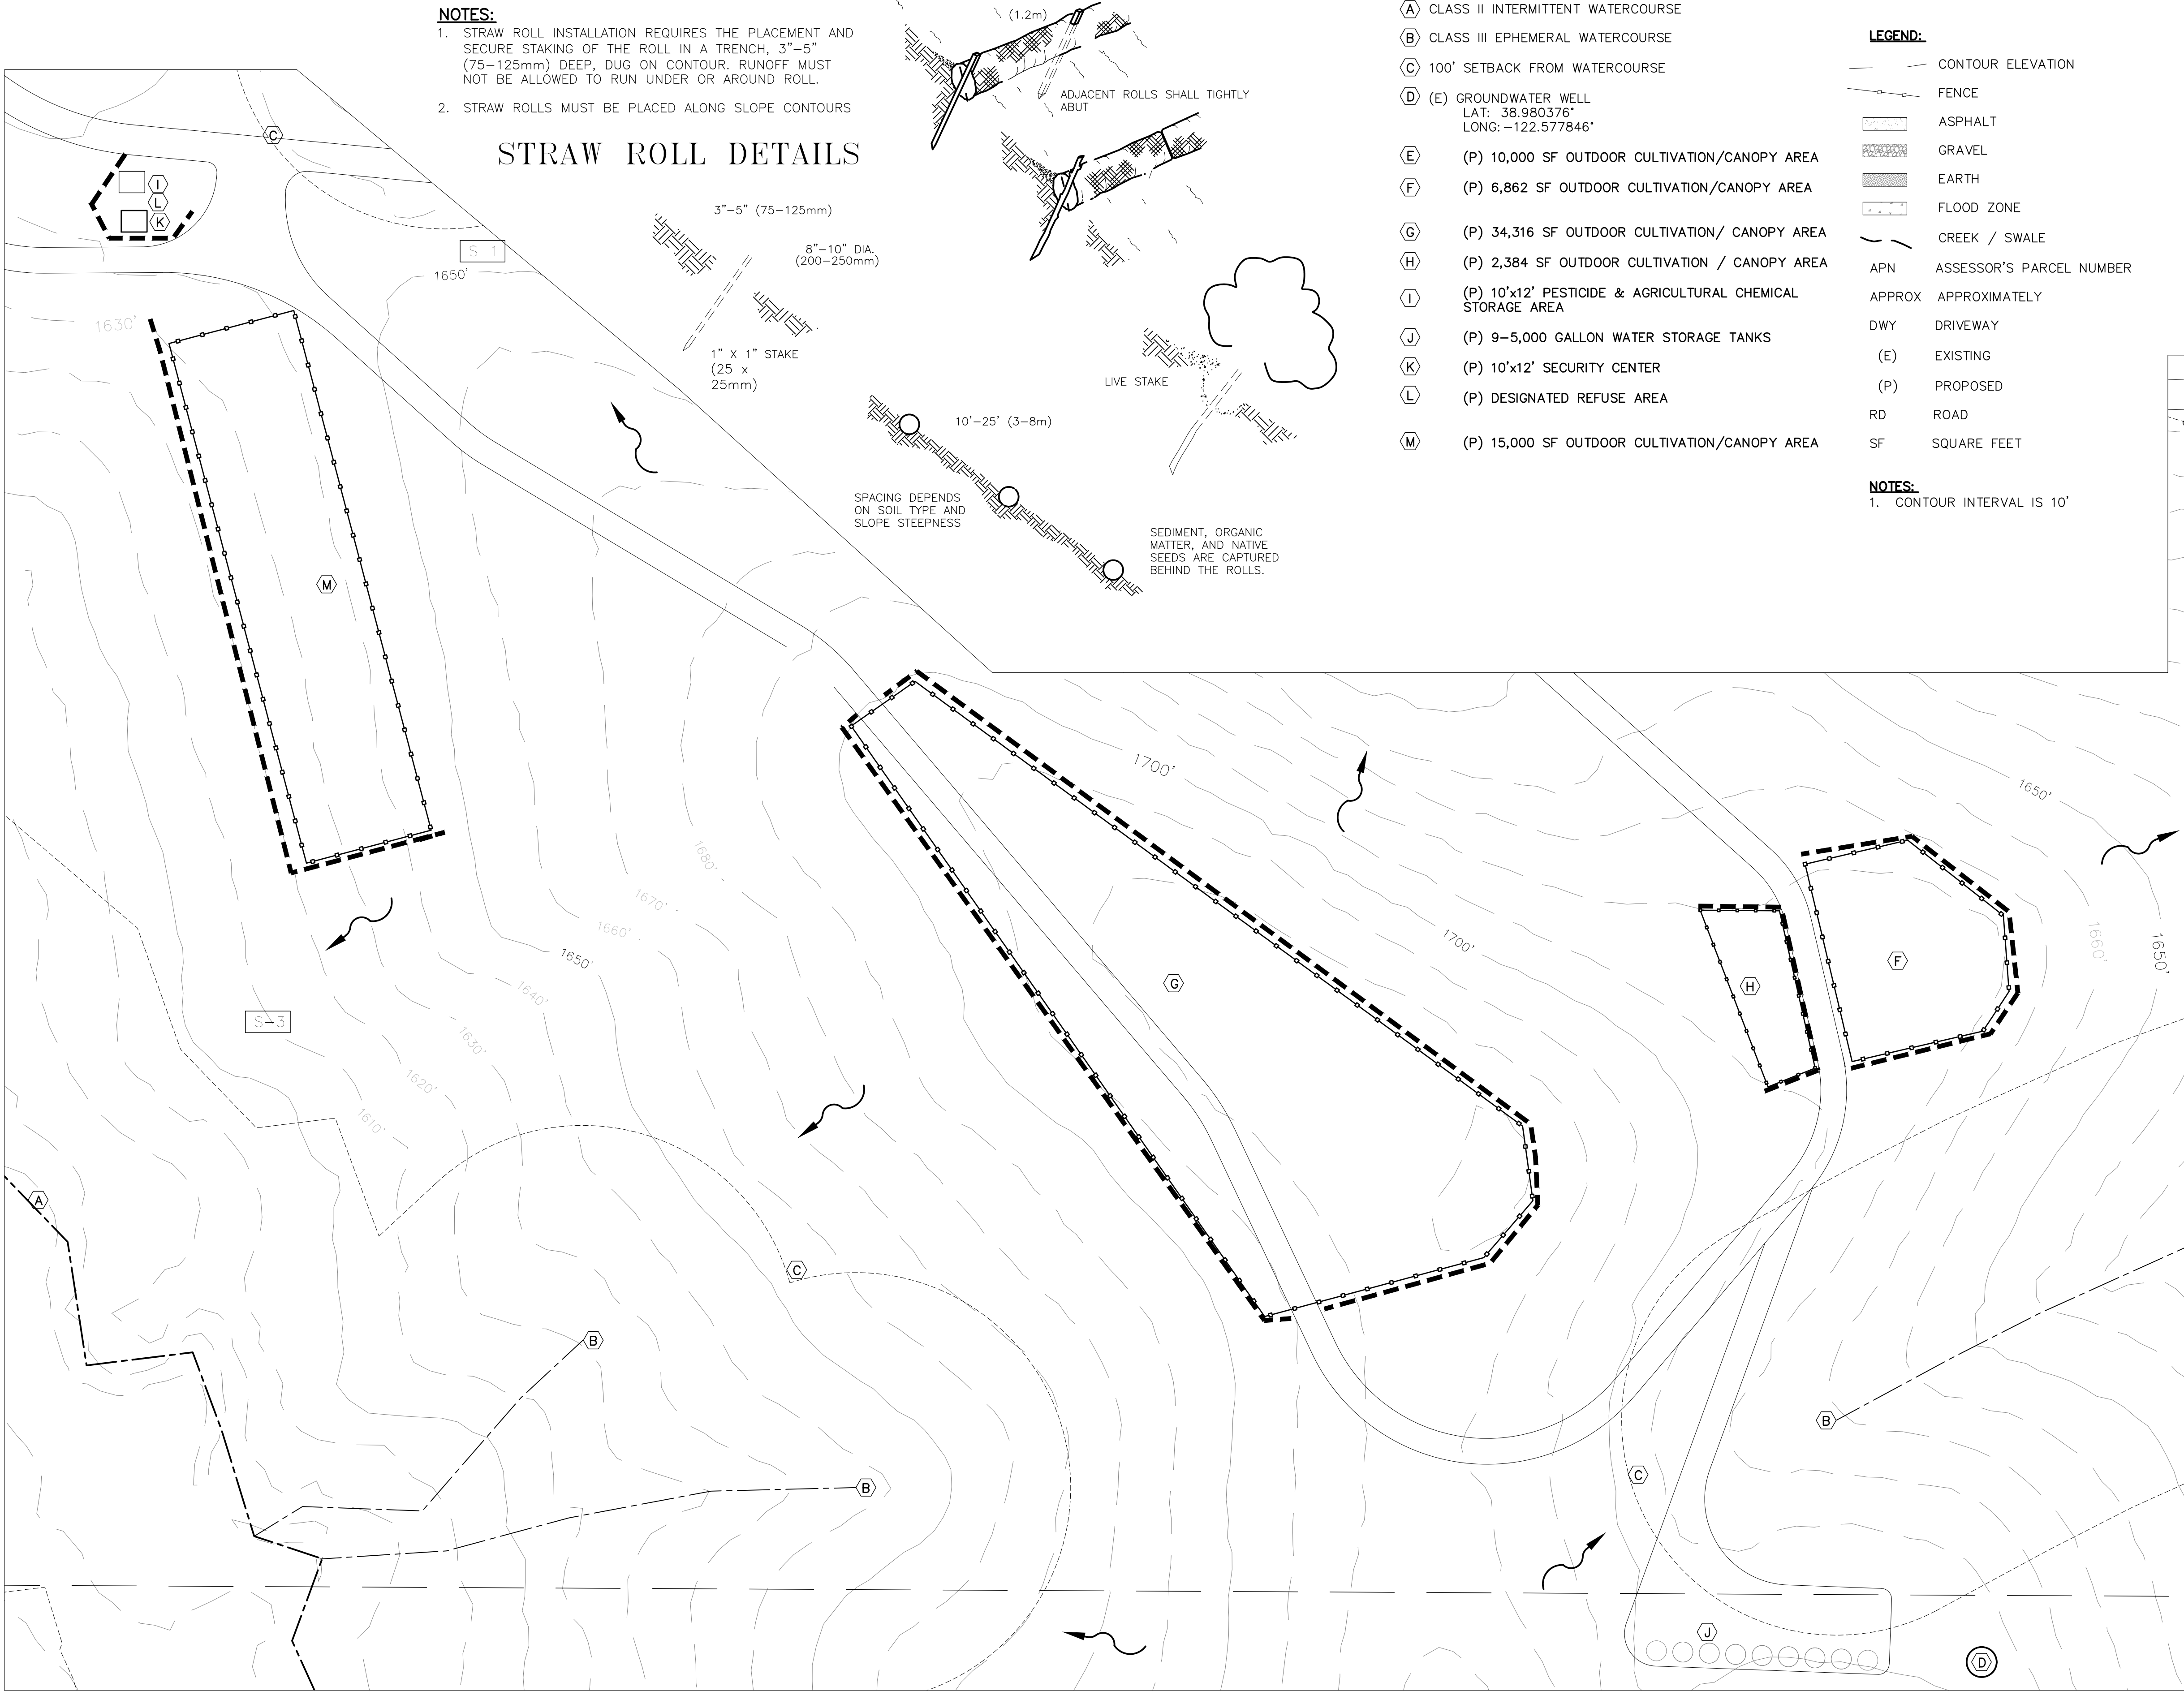 NOTES:
1. STRAW ROLL INSTALLATION REQUIRES THE PLACEMENT AND
SECURE STAKING OF THE ROLL IN A TRENCH, 3"-5"
(75-125mm) DEEP, DUG ON CONTOUR. RUNOFF MUST
NOT BE ALLOWED TO RUN UNDER OR AROUND ROLL.
2. STRAW ROLLS MUST BE PLACED ALONG SLOPE CONTOURS
STRAW ROLL DETAILS
(1.2m)
ADJACENT ROLLS SHALL TIGHTLY
ABUT
3"-5" (75-125mm)
8"-10" DIA.
(200-250mm)
1" X 1" STAKE
(25 x
25mm)
LIVE STAKE
10'-25' (3-8m)
SPACING DEPENDS
ON SOIL TYPE AND
SLOPE STEEPNESS
SEDIMENT, ORGANIC
MATTER, AND NATIVE
SEEDS ARE CAPTURED
BEHIND THE ROLLS.
A CLASS II INTERMITTENT WATERCOURSE
B CLASS III EPHEMERAL WATERCOURSE
C 100' SETBACK FROM WATERCOURSE
D (E) GROUNDWATER WELL
LAT: 38.980376°
LONG: -122.577846°
E (P) 10,000 SF OUTDOOR CULTIVATION/CANOPY AREA
F (P) 6,862 SF OUTDOOR CULTIVATION/CANOPY AREA
G (P) 34,316 SF OUTDOOR CULTIVATION/ CANOPY AREA
H (P) 2,384 SF OUTDOOR CULTIVATION / CANOPY AREA
I (P) 10'x12' PESTICIDE & AGRICULTURAL CHEMICAL
STORAGE AREA
J (P) 9-5,000 GALLON WATER STORAGE TANKS
K (P) 10'x12' SECURITY CENTER
L (P) DESIGNATED REFUSE AREA
M (P) 15,000 SF OUTDOOR CULTIVATION/CANOPY AREA
LEGEND:
CONTOUR ELEVATION
FENCE
ASPHALT
GRAVEL
EARTH
FLOOD ZONE
CREEK / SWALE
APN ASSESSOR'S PARCEL NUMBER
APPROX APPROXIMATELY
DWY DRIVEWAY
(E) EXISTING
(P) PROPOSED
RD ROAD
SF SQUARE FEET
NOTES:
1. CONTOUR INTERVAL IS 10'
C
I
L
K
S-1
1650'
1630'
M
1700'
1650'
1680'
1670'
1660'
1650'
1640'
1630'
1620'
1610'
S-3
G
1700'
H
F
1660'
1650'
A
C
B
B
B
C
J
D